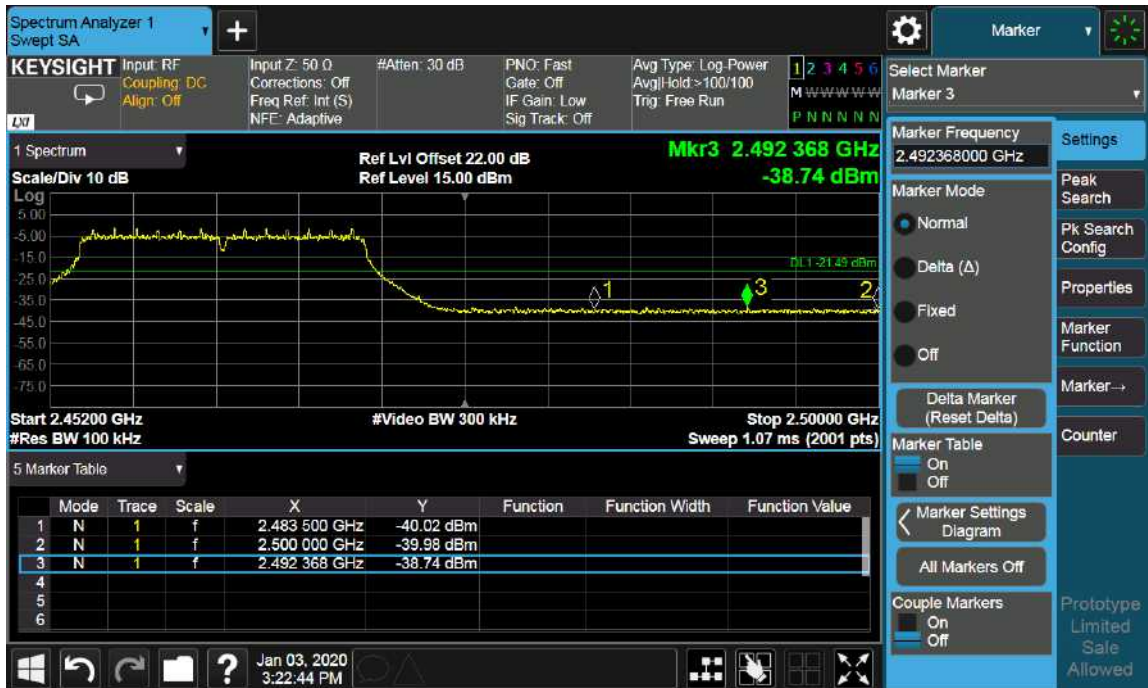 Spectrum Analyzer 1
Swept SA
+
Marker
KEYSIGHT
LXI
Input: RF
Coupling: DC
Align: Off
Input Z: 50 Ω
Corrections: Off
Freq Ref: Int (S)
NFE: Adaptive
#Atten: 30 dB
PNO: Fast
Gate: Off
IF Gain: Low
Sig Track: Off
Avg Type: Log-Power
Avg|Hold:>100/100
Trig: Free Run
1 2 3 4 5 6
M W W W W W
P N N N N N
Select Marker
Marker 3
1 Spectrum
Scale/Div 10 dB
Ref Lvl Offset 22.00 dB
Ref Level 15.00 dBm
Mkr3 2.492 368 GHz
-38.74 dBm
Log
5.00
-5.00
-15.0
-25.0
-35.0
-45.0
-55.0
-65.0
-75.0
DL1 -21.49 dBm
1
3
2
Start 2.45200 GHz
#Res BW 100 kHz
#Video BW 300 kHz
Stop 2.50000 GHz
Sweep 1.07 ms (2001 pts)
5 Marker Table
Mode Trace Scale X Y Function Function Width Function Value
1 N 1 f 2.483 500 GHz -40.02 dBm
2 N 1 f 2.500 000 GHz -39.98 dBm
3 N 1 f 2.492 368 GHz -38.74 dBm
4
5
6
Marker Frequency
2.492368000 GHz
Marker Mode
Normal
Delta (Δ)
Fixed
Off
Delta Marker
(Reset Delta)
Marker Table
On
Off
Marker Settings
Diagram
All Markers Off
Couple Markers
On
Off
Settings
Peak
Search
Pk Search
Config
Properties
Marker
Function
Marker→
Counter
Prototype
Limited
Sale
Allowed
?
Jan 03, 2020
3:22:44 PM